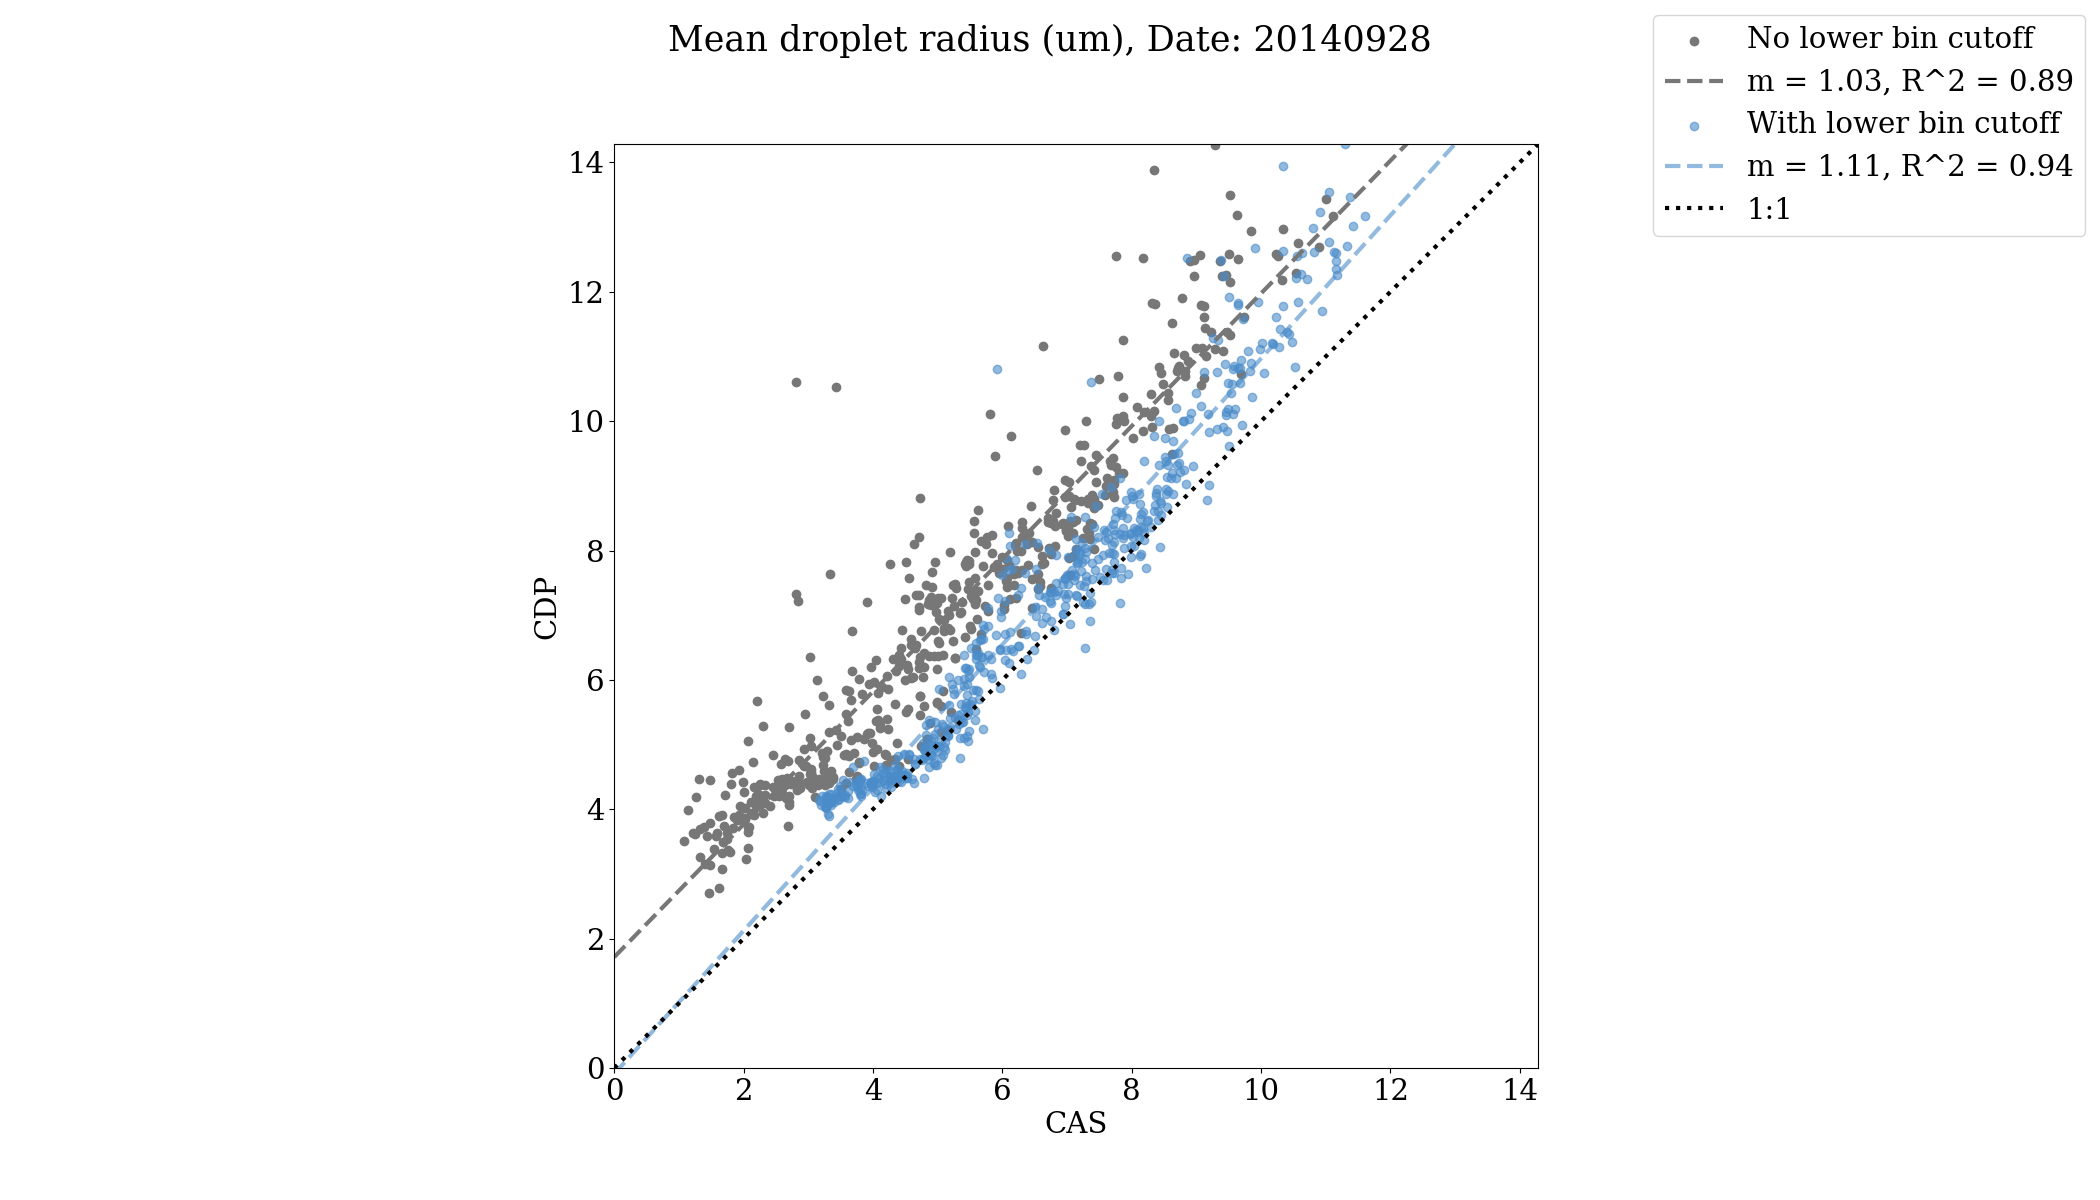 Mean droplet radius (um), Date: 20140928
No lower bin cutoff
m = 1.03, R^2 = 0.89
With lower bin cutoff
m = 1.11, R^2 = 0.94
1:1
14
12
10
8
6
4
2
0
CDP
0 2 4 6 8 10 12 14
CAS